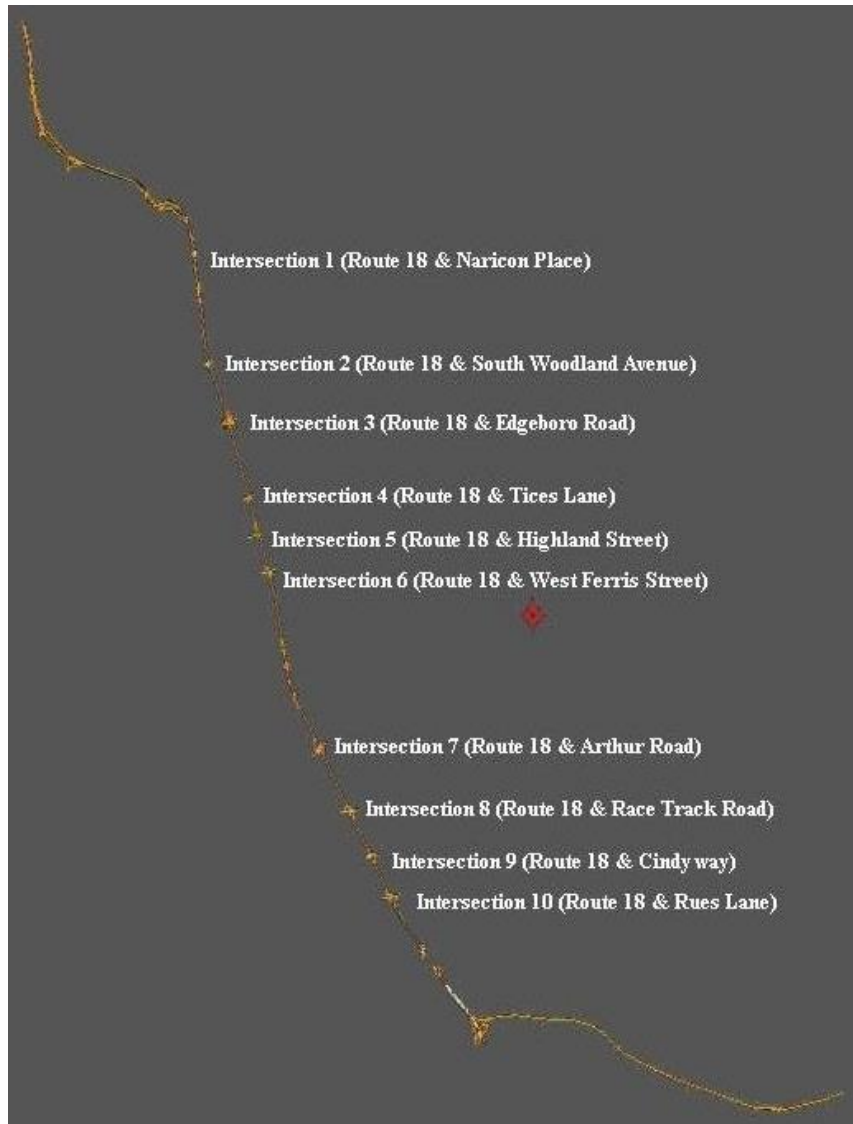 Intersection 1 (Route 18 & Naricon Place)
Intersection 2 (Route 18 & South Woodland Avenue)
Intersection 3 (Route 18 & Edgeboro Road)
Intersection 4 (Route 18 & Tices Lane)
Intersection 5 (Route 18 & Highland Street)
Intersection 6 (Route 18 & West Ferris Street)
Intersection 7 (Route 18 & Arthur Road)
Intersection 8 (Route 18 & Race Track Road)
Intersection 9 (Route 18 & Cindy way)
Intersection 10 (Route 18 & Rues Lane)